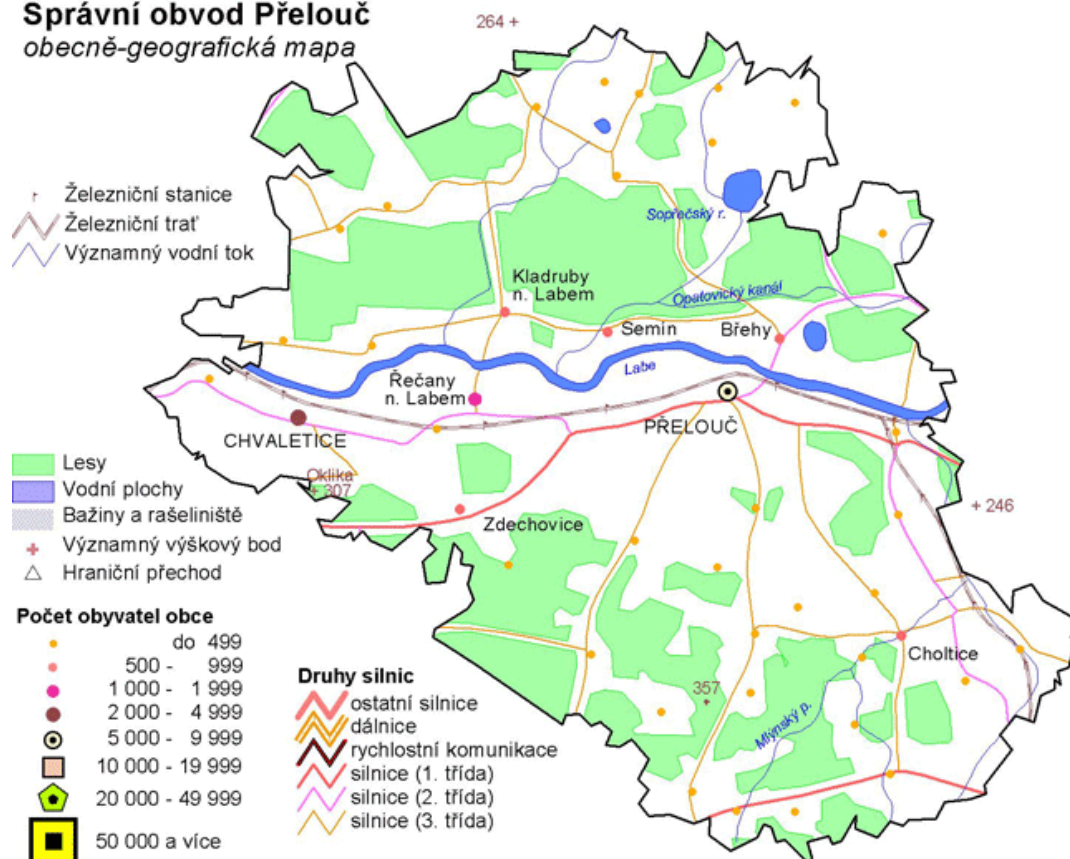 Správní obvod Přelouč
obecně-geografická mapa
264 +
Železniční stanice
Železniční trať
Významný vodní tok
Sopřečský r.
Kladruby
n. Labem
Opatovický kanál
Semín
Břehy
Labe
Řečany
n. Labem
CHVALETICE
PŘELOUČ
Oklika
+ 307
Zdechovice
+ 246
Lesy
Vodní plochy
Bažiny a rašeliniště
Významný výškový bod
Hraniční přechod
Počet obyvatel obce
do 499
500 - 999
1 000 - 1 999
2 000 - 4 999
5 000 - 9 999
10 000 - 19 999
20 000 - 49 999
50 000 a více
Druhy silnic
ostatní silnice
dálnice
rychlostní komunikace
silnice (1. třída)
silnice (2. třída)
silnice (3. třída)
Choltice
357
Mlýnský p.